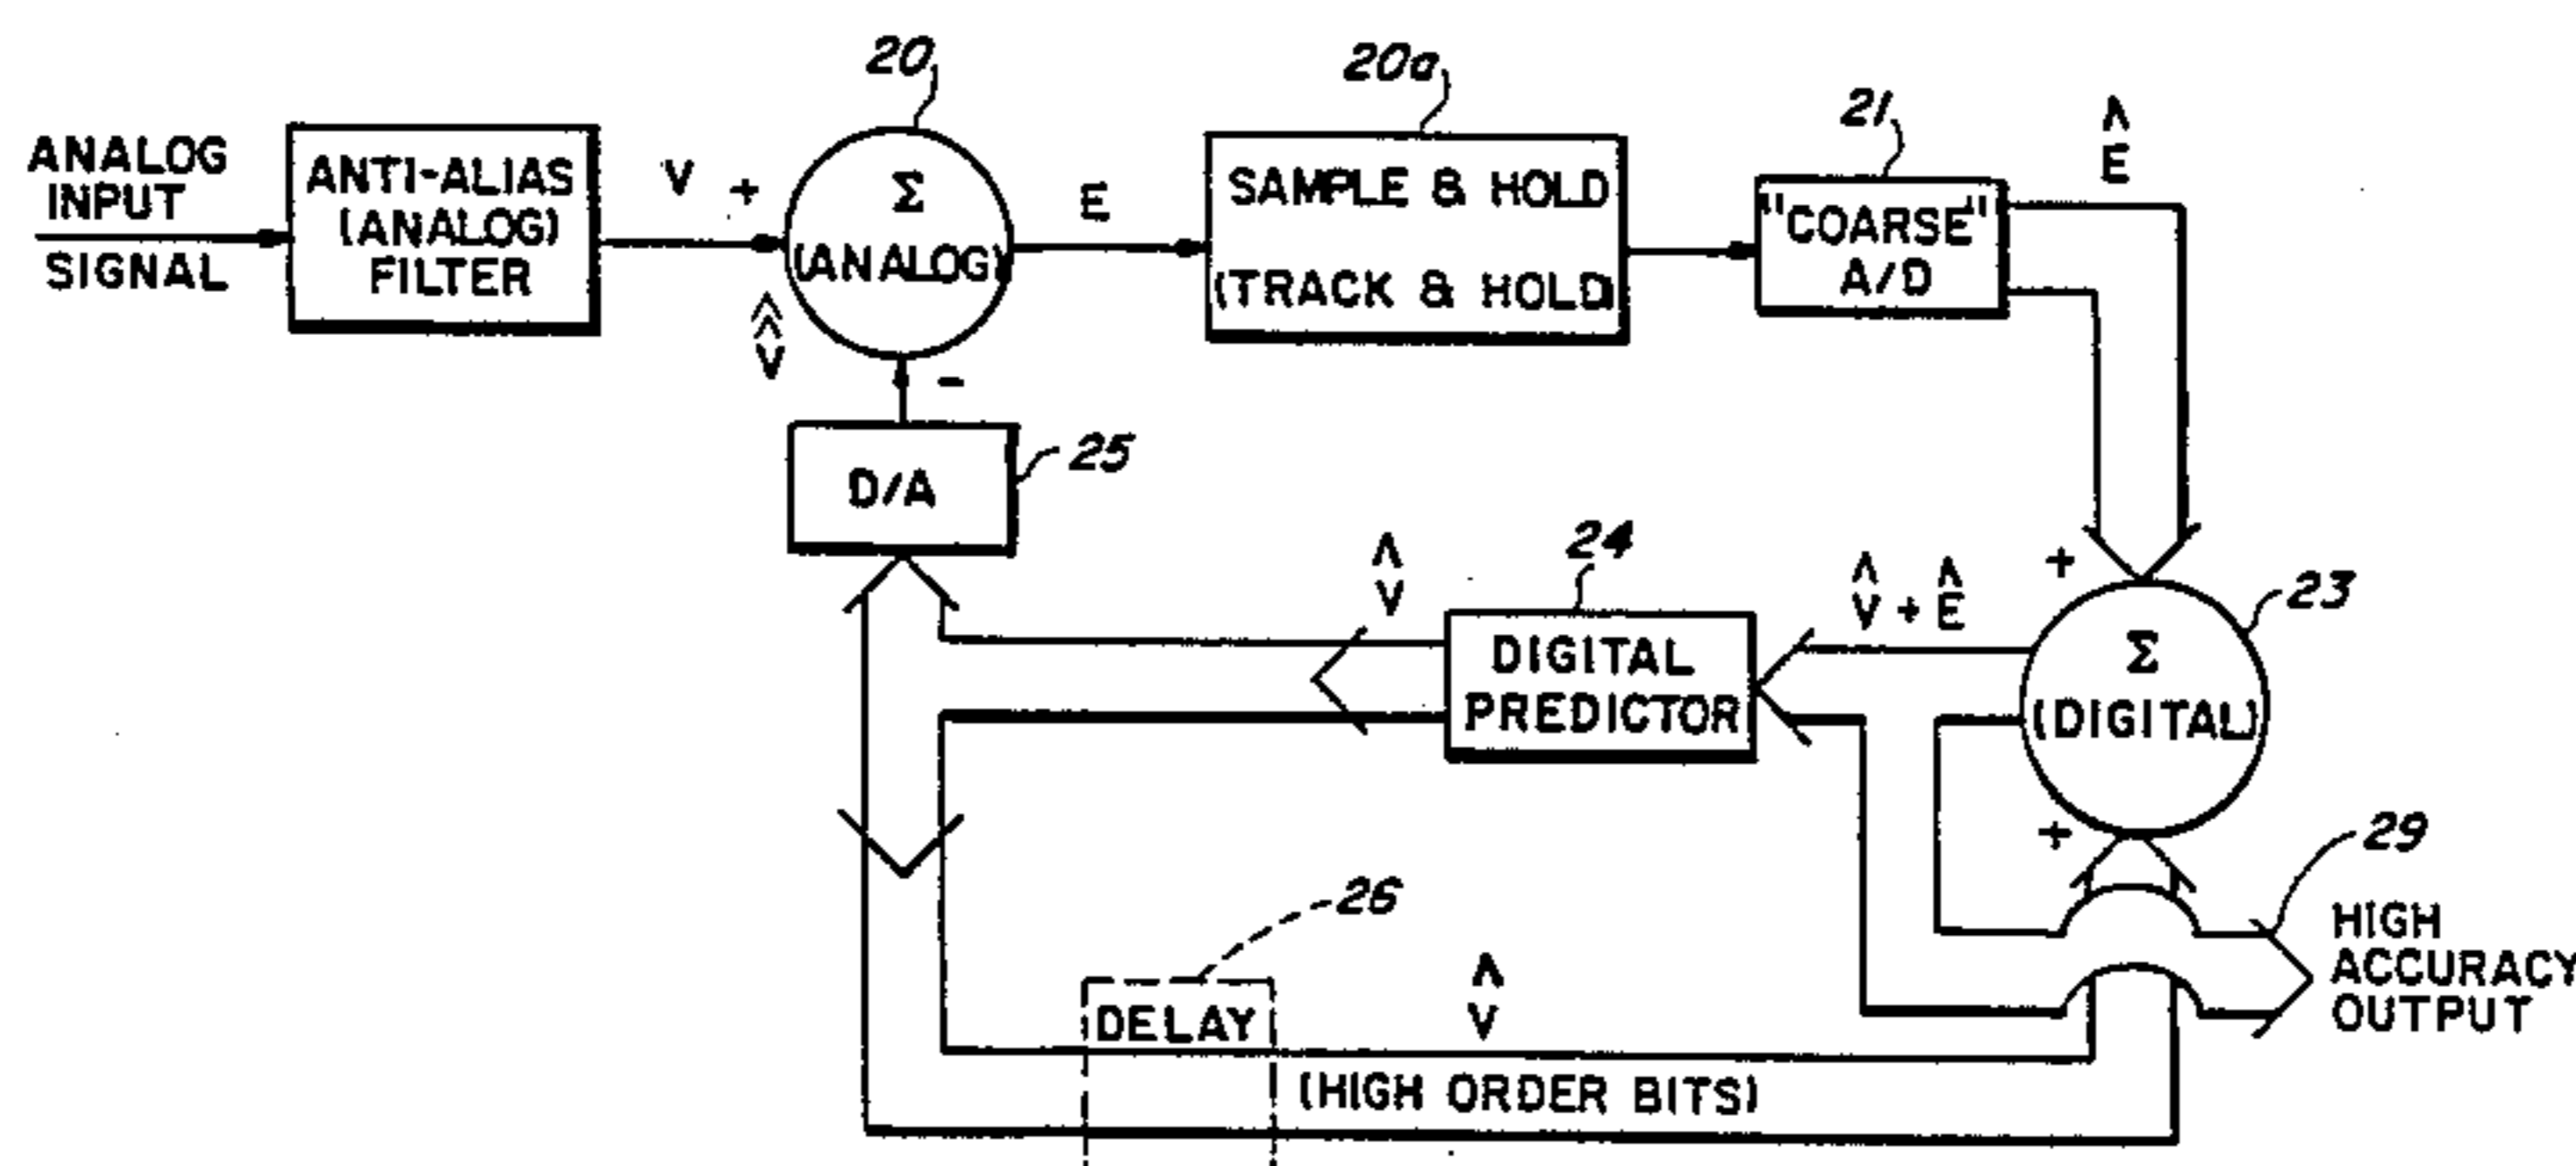 20
20a
21
^
E
ANALOG
INPUT
SIGNAL
ANTI-ALIAS
(ANALOG)
FILTER
V +
Σ
(ANALOG)
E
SAMPLE & HOLD
(TRACK & HOLD)
"COARSE"
A/D
^
^
V
-
D/A
25
^
V
24
DIGITAL
PREDICTOR
^ ^
V + E
+
23
Σ
(DIGITAL)
+
29
HIGH
ACCURACY
OUTPUT
26
DELAY
^
V
(HIGH ORDER BITS)